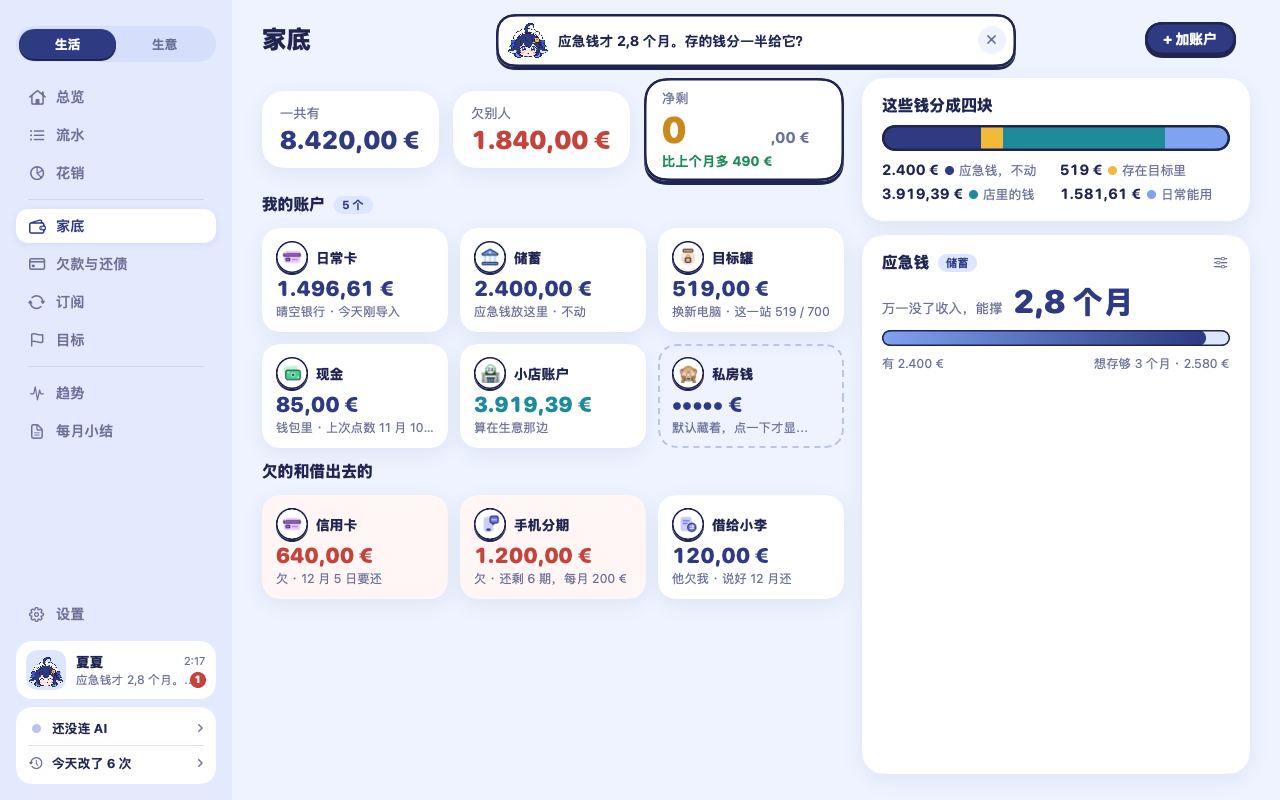 生活
生意
总览
流水
花销
家底
欠款与还债
订阅
目标
趋势
每月小结
设置
夏夏
2:17
应急钱才 2,8 个月。…
1
还没连 AI
今天改了 6 次
家底
应急钱才 2,8 个月。存的钱分一半给它?
+ 加账户
一共有
8.420,00 €
欠别人
1.840,00 €
净剩
0 ,00 €
比上个月多 490 €
我的账户
5 个
日常卡
1.496,61 €
晴空银行 · 今天刚导入
储蓄
2.400,00 €
应急钱放这里 · 不动
目标罐
519,00 €
换新电脑 · 这一站 519 / 700
现金
85,00 €
钱包里 · 上次点数 11 月 10...
小店账户
3.919,39 €
算在生意那边
私房钱
••••• €
默认藏着，点一下才显...
欠的和借出去的
信用卡
640,00 €
欠 · 12 月 5 日要还
手机分期
1.200,00 €
欠 · 还剩 6 期，每月 200 €
借给小李
120,00 €
他欠我 · 说好 12 月还
这些钱分成四块
2.400 € 应急钱，不动
519 € 存在目标里
3.919,39 € 店里的钱
1.581,61 € 日常能用
应急钱
储蓄
万一没了收入，能撑 2,8 个月
有 2.400 €
想存够 3 个月 · 2.580 €